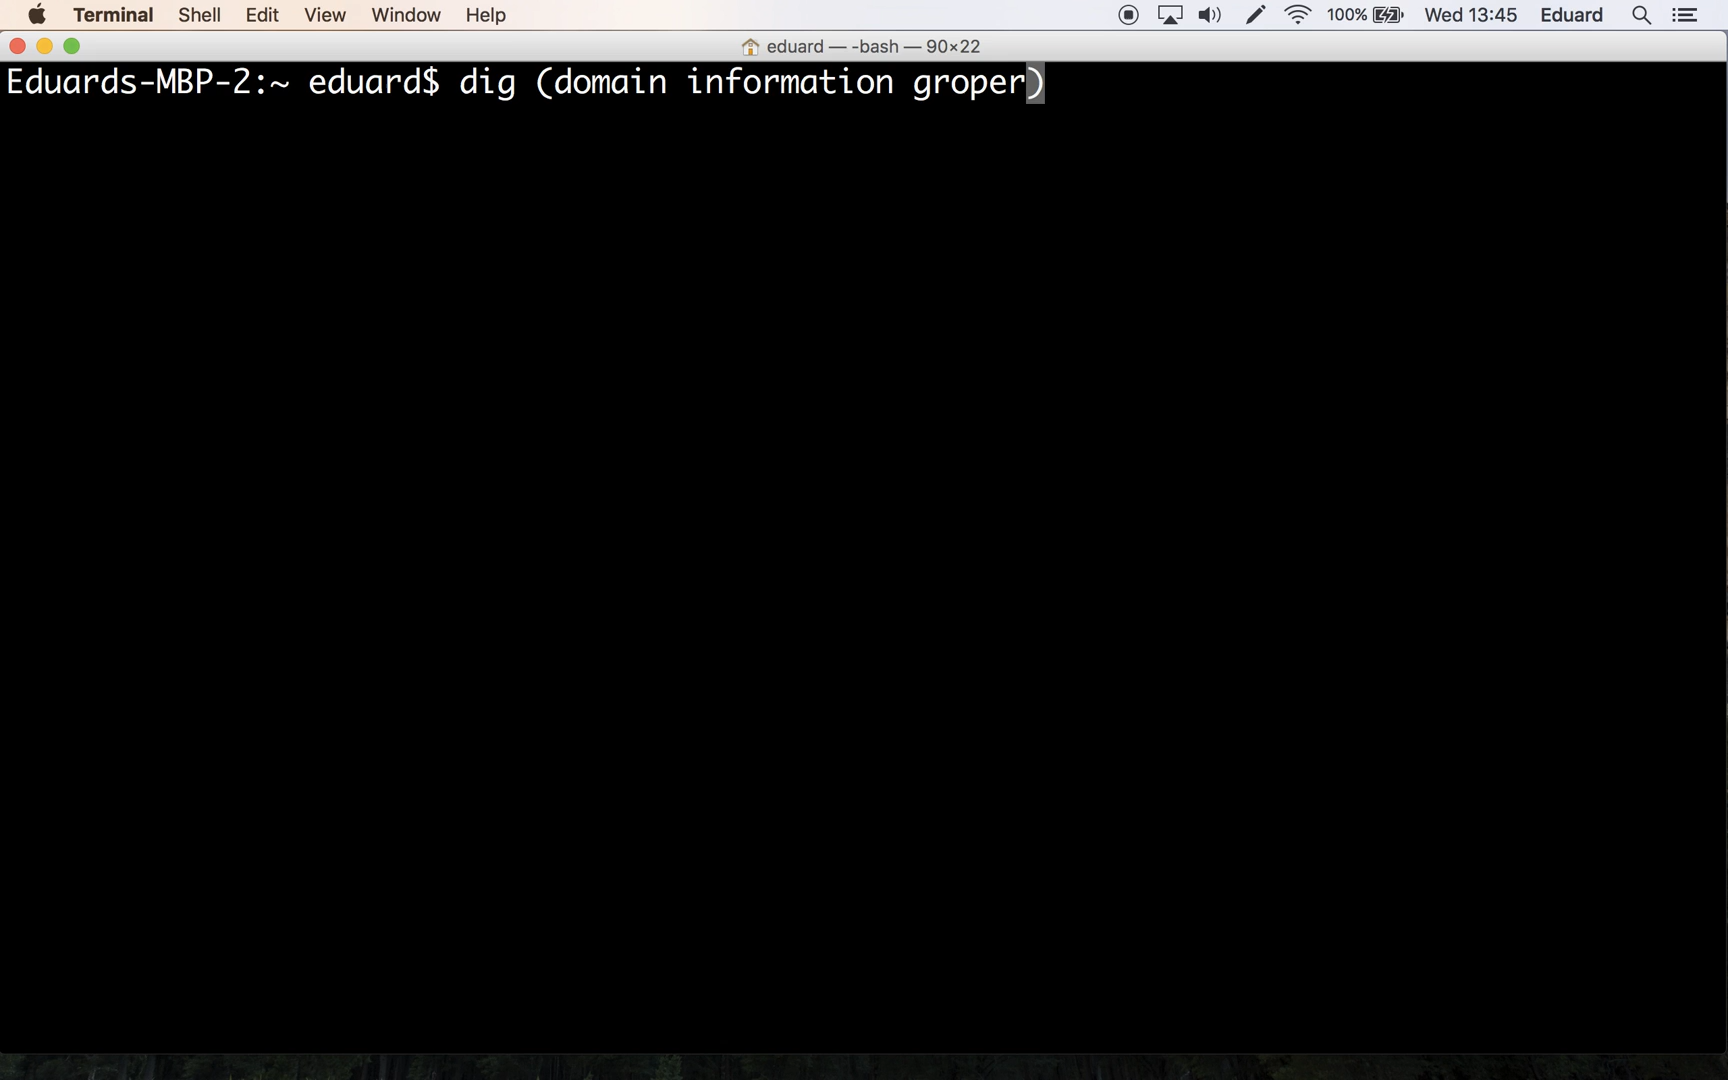 Terminal Shell Edit View Window Help 100% Wed 13:45 Eduard
eduard — -bash — 90×22
Eduards-MBP-2:~ eduard$ dig (domain information groper)